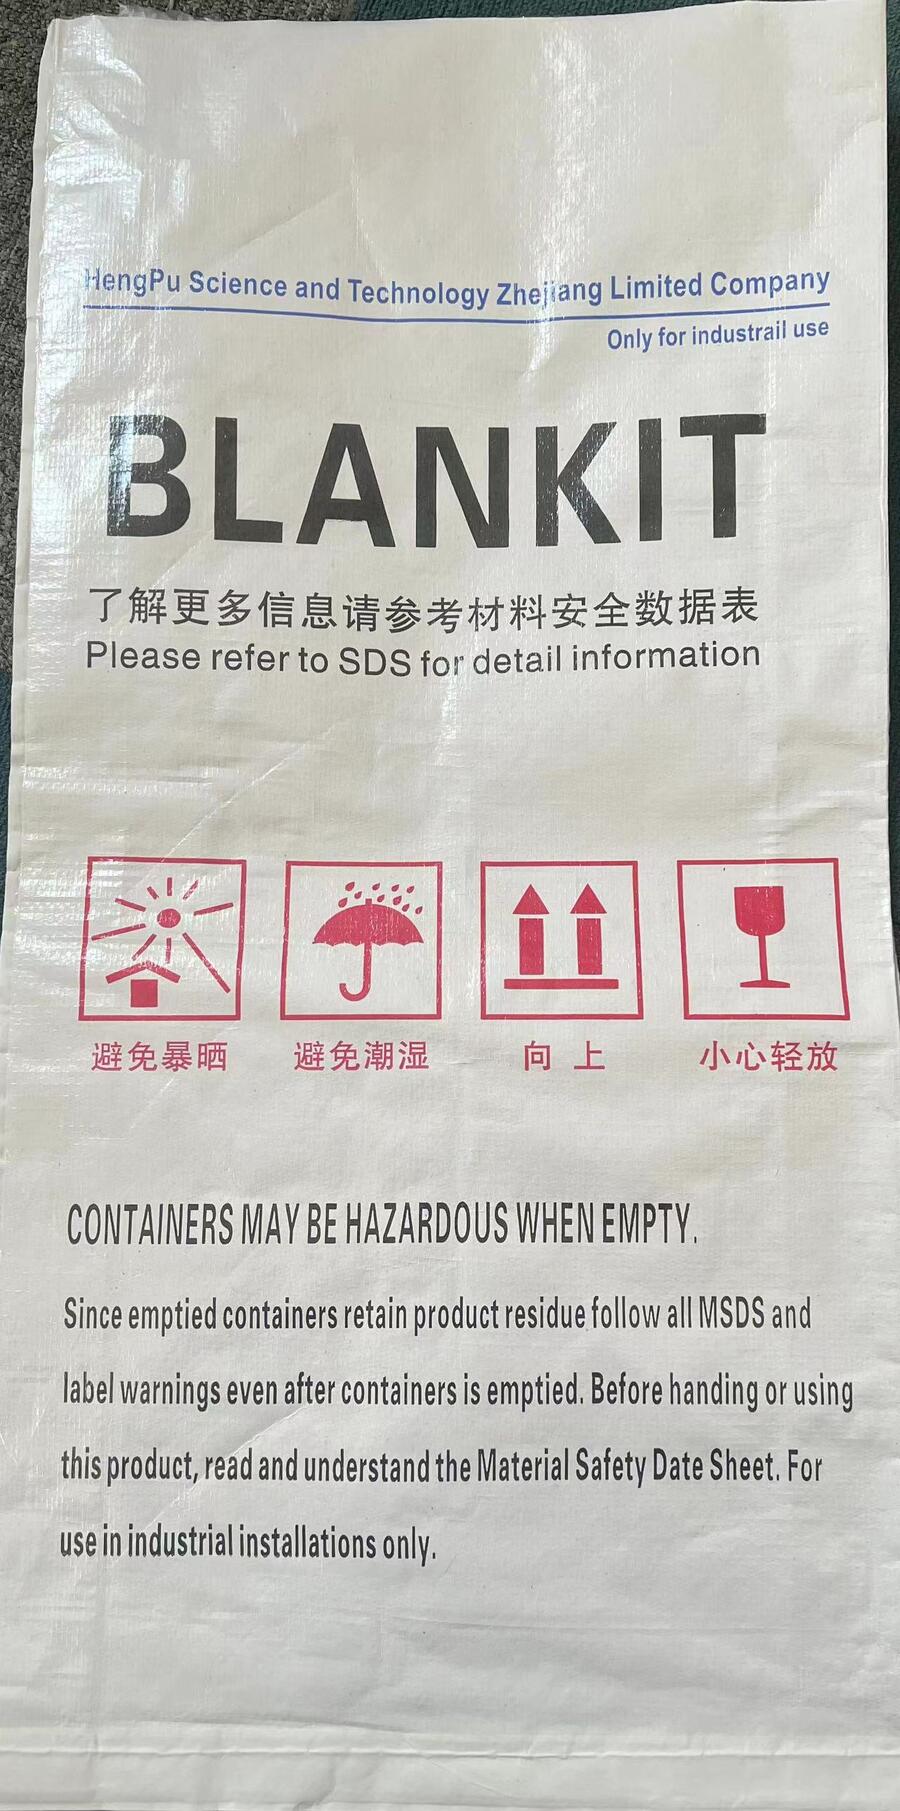 HengPu Science and Technology Zhejiang Limited Company
Only for industrail use
BLANKIT
了解更多信息请参考材料安全数据表
Please refer to SDS for detail information
避免暴晒 避免潮湿 向上 小心轻放
CONTAINERS MAY BE HAZARDOUS WHEN EMPTY.
Since emptied containers retain product residue follow all MSDS and
label warnings even after containers is emptied. Before handing or using
this product, read and understand the Material Safety Date Sheet. For
use in industrial installations only.